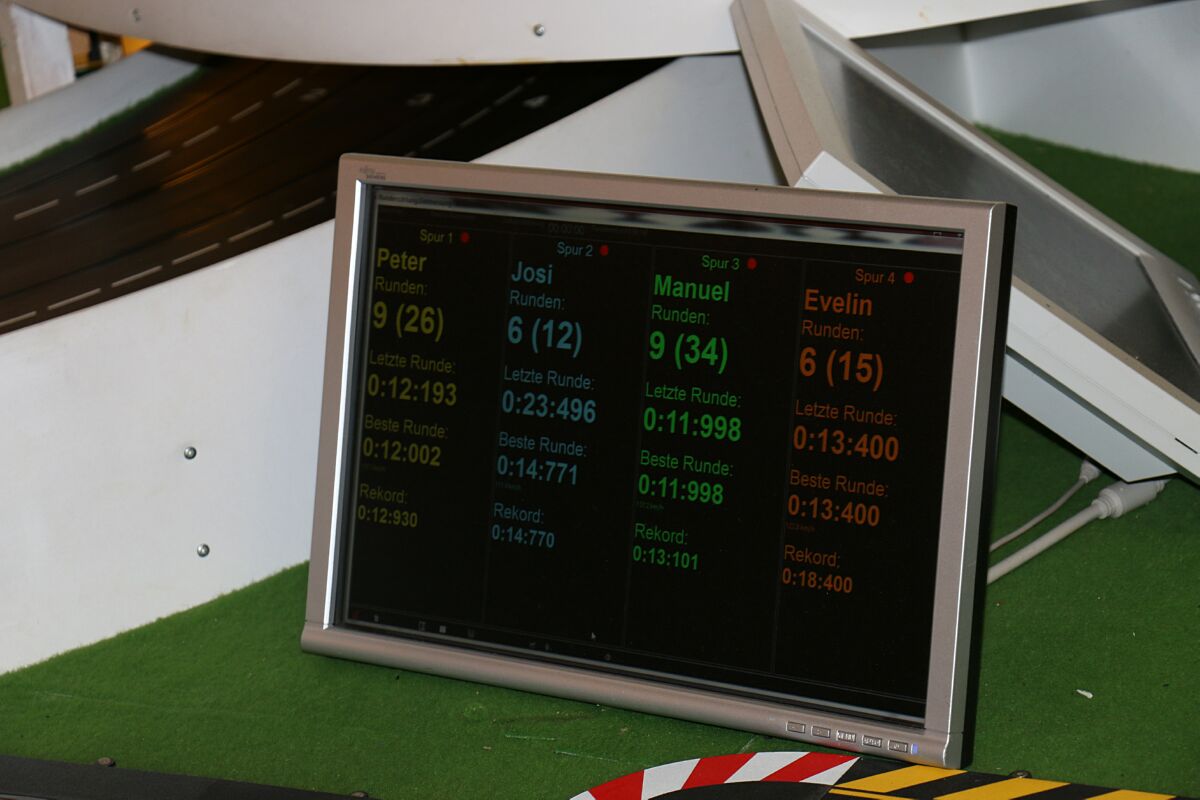 Spur 1
Peter
Runden:
9 (26)
Letzte Runde:
0:12:193
Beste Runde:
0:12:002
Rekord:
0:12:930
Spur 2
Josi
Runden:
6 (12)
Letzte Runde:
0:23:496
Beste Runde:
0:14:771
Rekord:
0:14:770
Spur 3
Manuel
Runden:
9 (34)
Letzte Runde:
0:11:998
Beste Runde:
0:11:998
Rekord:
0:13:101
Spur 4
Evelin
Runden:
6 (15)
Letzte Runde:
0:13:400
Beste Runde:
0:13:400
Rekord:
0:18:400
2
3
4
MENU